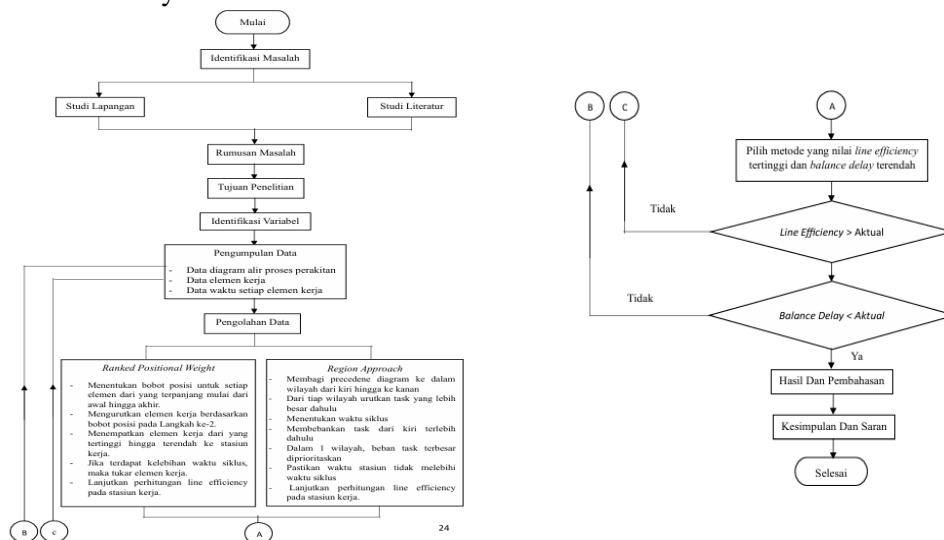 Mulai
Identifikasi Masalah
Studi Lapangan
Studi Literatur
Rumusan Masalah
Tujuan Penelitian
Identifikasi Variabel
Pengumpulan Data
- Data diagram alir proses perakitan
- Data elemen kerja
- Data waktu setiap elemen kerja
Pengolahan Data
Ranked Positional Weight
- Menentukan bobot posisi untuk setiap
elemen dari yang terpanjang mulai dari
awal hingga akhir.
- Mengurutkan elemen kerja berdasarkan
bobot posisi pada Langkah ke-2.
- Menempatkan elemen kerja dari yang
tertinggi hingga terendah ke stasiun
kerja.
- Jika terdapat kelebihan waktu siklus,
maka tukar elemen kerja.
- Lanjutkan perhitungan line efficiency
pada stasiun kerja.
Region Approach
- Membagi precedene diagram ke dalam
wilayah dari kiri hingga ke kanan
- Dari tiap wilayah urutkan task yang lebih
besar dahulu
- Menentukan waktu siklus
- Membebankan task dari kiri terlebih
dahulu
- Dalam 1 wilayah, beban task terbesar
diprioritaskan
- Pastikan waktu stasiun tidak melebihi
waktu siklus
- Lanjutkan perhitungan line efficiency
pada stasiun kerja.
B
c
A
24
B
C
A
Pilih metode yang nilai line efficiency
tertinggi dan balance delay terendah
Tidak
Line Efficiency > Aktual
Tidak
Balance Delay < Aktual
Ya
Hasil Dan Pembahasan
Kesimpulan Dan Saran
Selesai